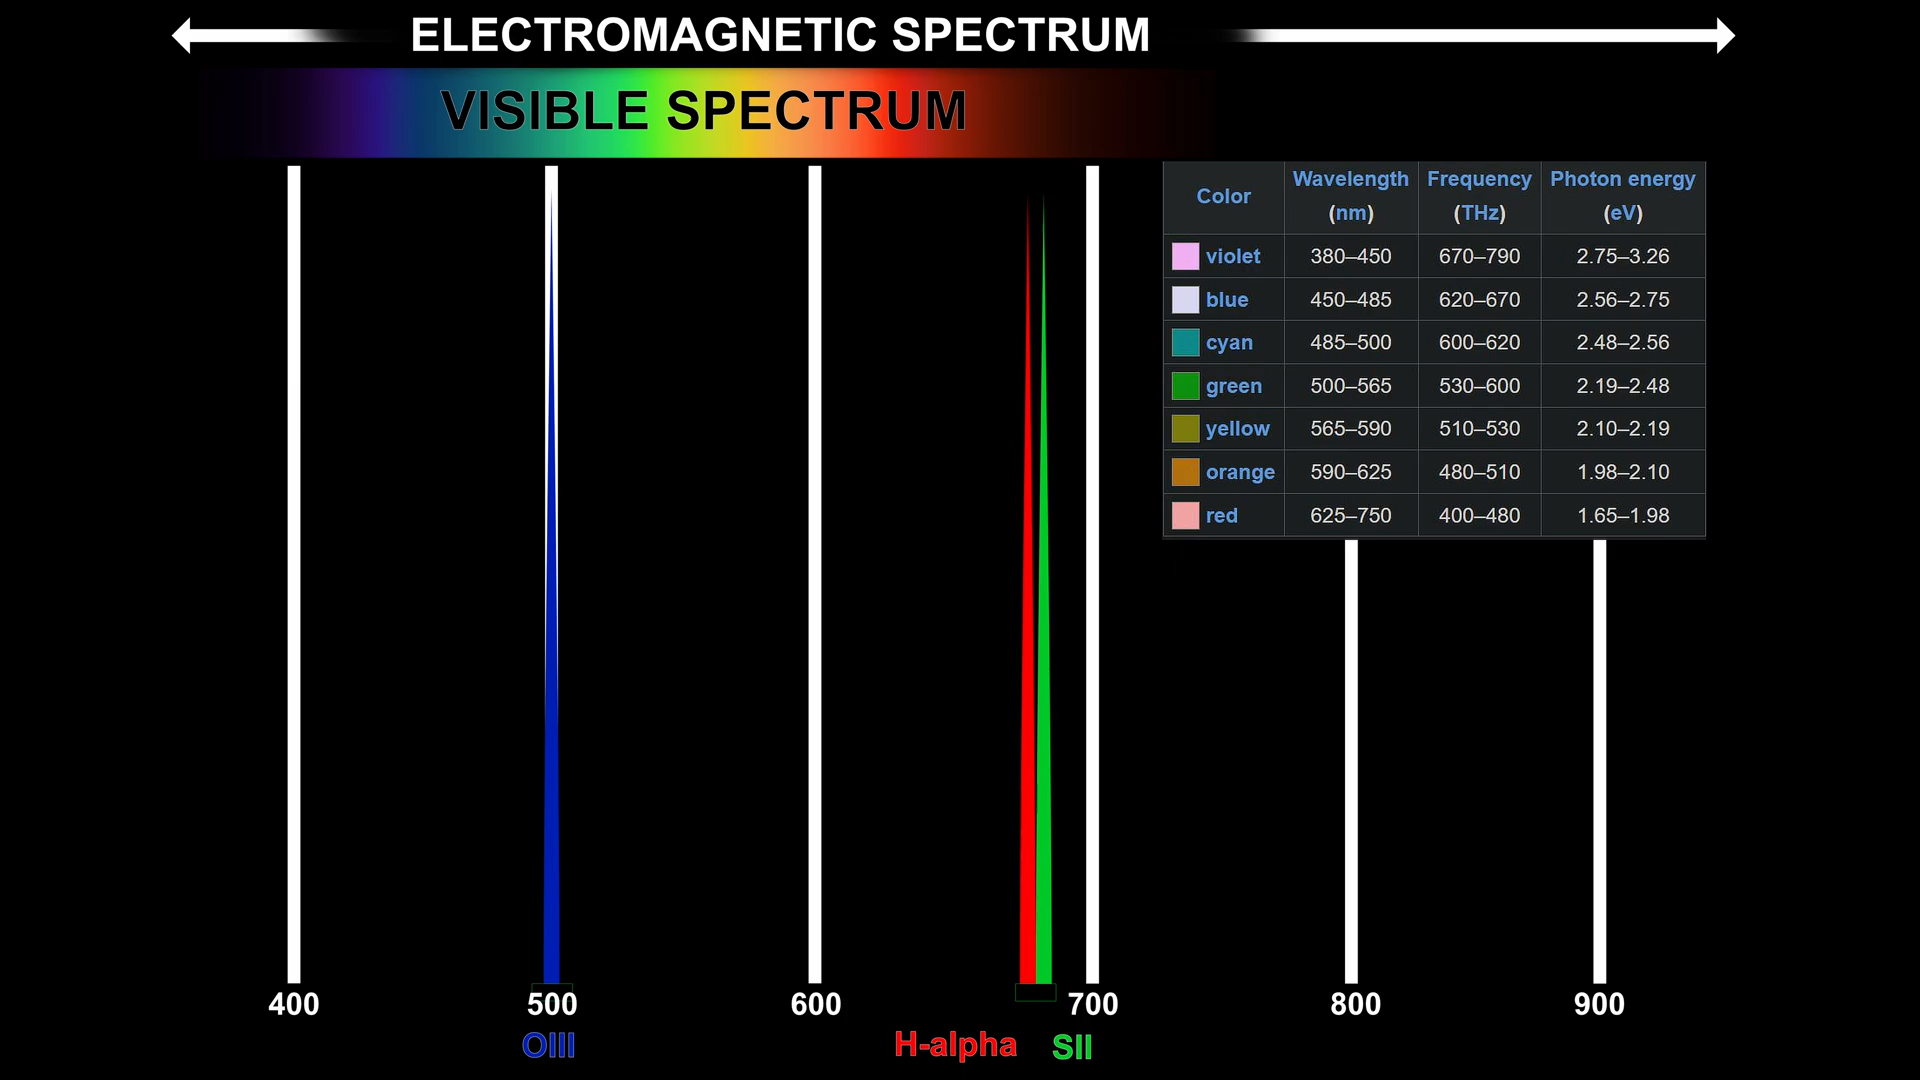 ELECTROMAGNETIC SPECTRUM
VISIBLE SPECTRUM
Color Wavelength (nm) Frequency (THz) Photon energy (eV)
violet 380–450 670–790 2.75–3.26
blue 450–485 620–670 2.56–2.75
cyan 485–500 600–620 2.48–2.56
green 500–565 530–600 2.19–2.48
yellow 565–590 510–530 2.10–2.19
orange 590–625 480–510 1.98–2.10
red 625–750 400–480 1.65–1.98
400 500 600 700 800 900
OIII H-alpha SII